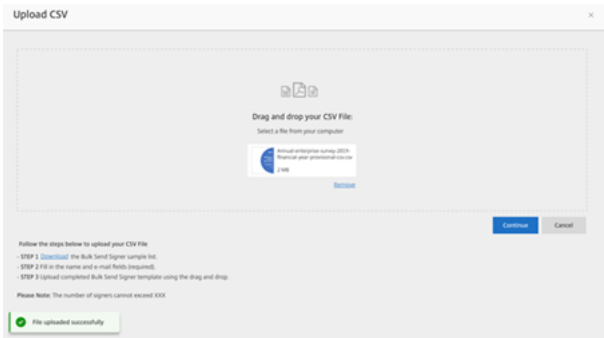 Upload CSV
Drag and drop your CSV File:
Select a file from your computer
Annual-enterprise-survey-2019-
financial-year-provisional-csv.csv
2 MB
Remove
Continue
Cancel
Follow the steps below to upload your CSV File
- STEP 1 Download the Bulk Send Signer sample list.
- STEP 2 Fill in the name and e-mail fields (required).
- STEP 3 Upload completed Bulk Send Signer template using the drag and drop.
Please Note: The number of signers cannot exceed XXX
File uploaded successfully